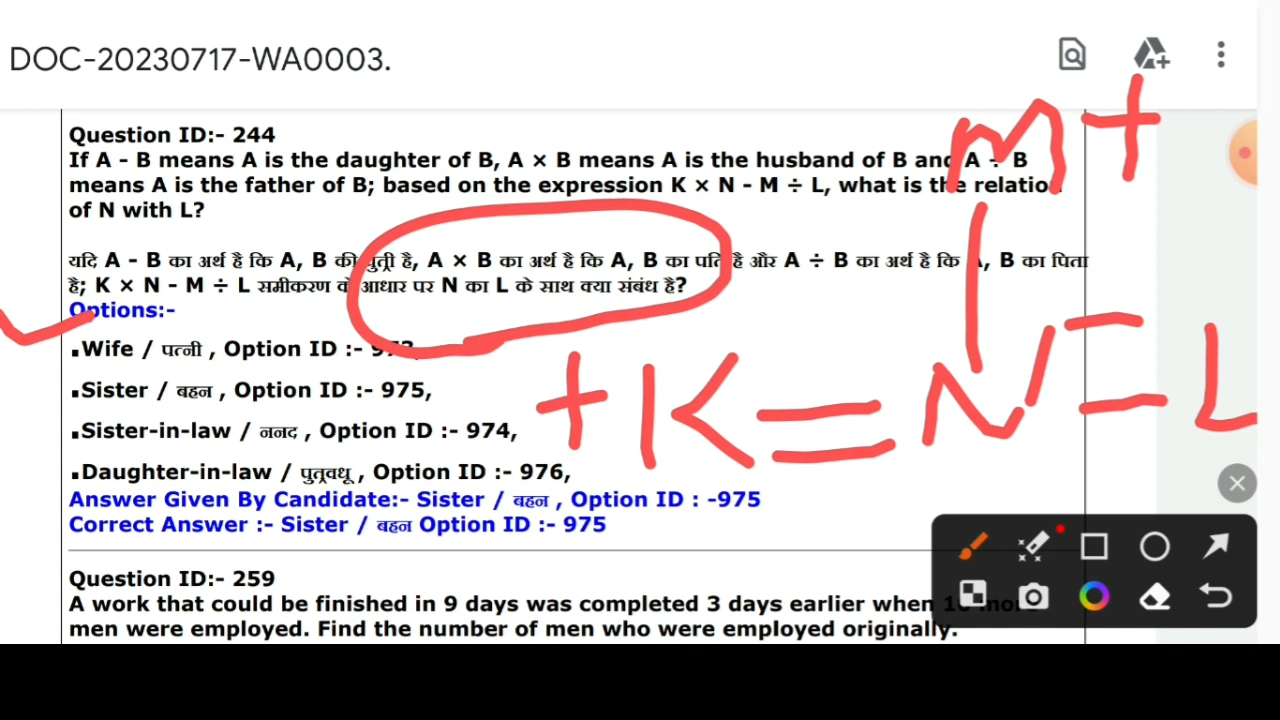 DOC-20230717-WA0003.
Question ID:- 244
If A - B means A is the daughter of B, A × B means A is the husband of B and A ÷ B
means A is the father of B; based on the expression K × N - M ÷ L, what is the relation
of N with L?
यदि A - B का अर्थ है कि A, B की पुत्री है, A × B का अर्थ है कि A, B का पति है और A ÷ B का अर्थ है कि A, B का पिता
है; K × N - M ÷ L समीकरण के आधार पर N का L के साथ क्या संबंध है?
Options:-
Wife / पत्नी , Option ID :- 973,
Sister / बहन , Option ID :- 975,
Sister-in-law / ननद , Option ID :- 974,
Daughter-in-law / पुत्रवधू , Option ID :- 976,
Answer Given By Candidate:- Sister / बहन , Option ID : -975
Correct Answer :- Sister / बहन Option ID :- 975
M +
+ K = N = L
Question ID:- 259
A work that could be finished in 9 days was completed 3 days earlier when 10 more
men were employed. Find the number of men who were employed originally.